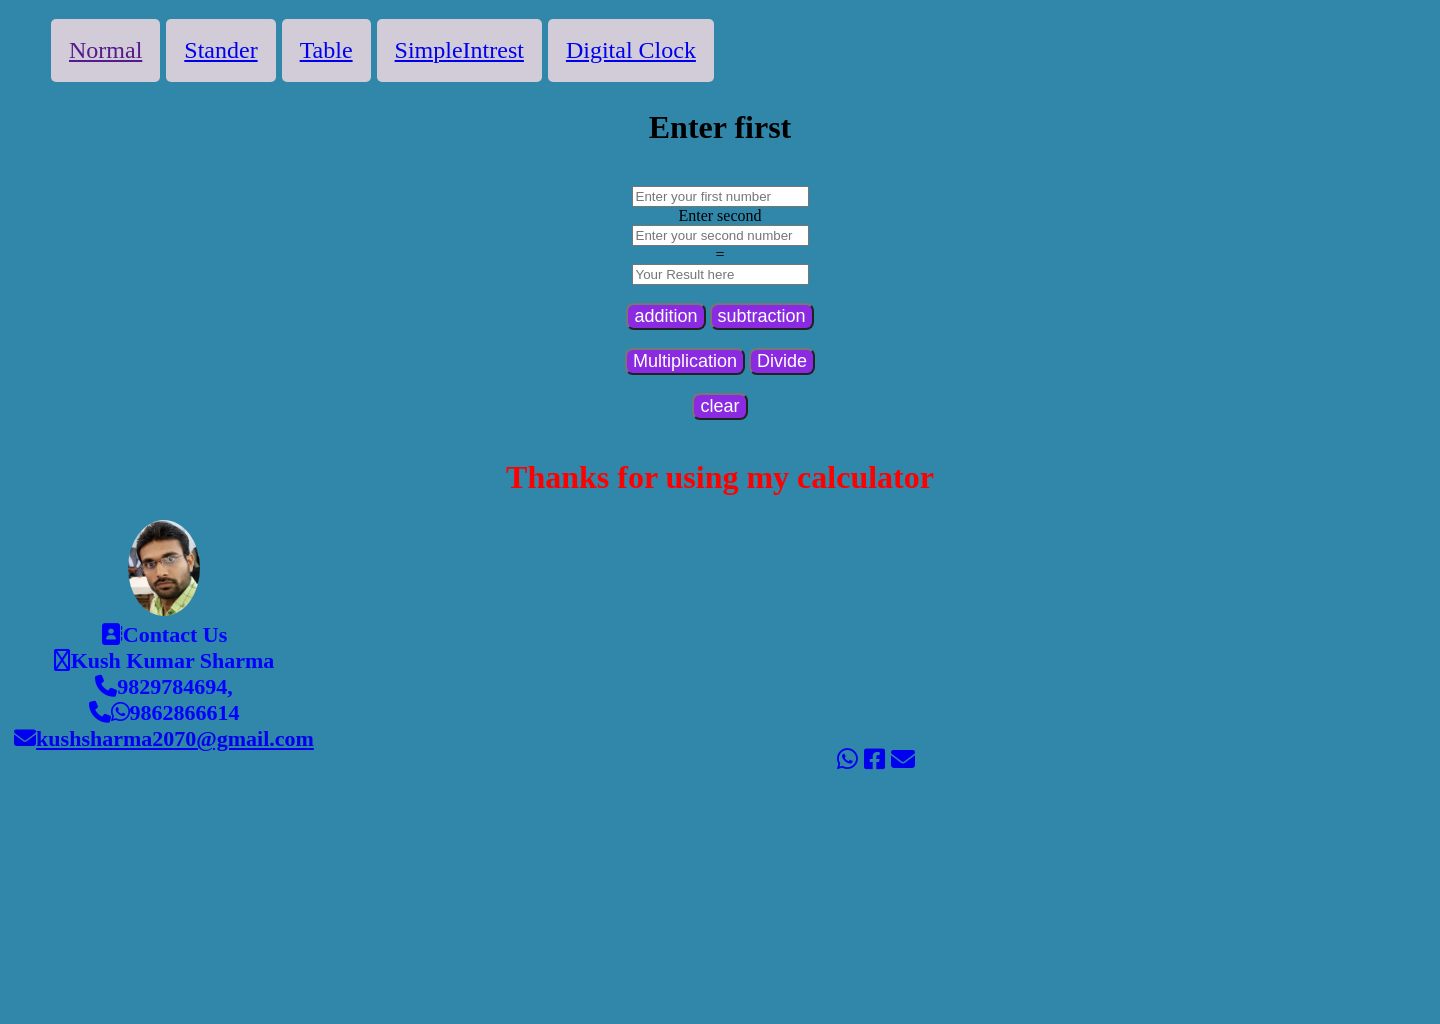 Normal Stander Table SimpleIntrest Digital Clock
Enter first
Enter your first number
Enter second
Enter your second number
=
Your Result here
addition subtraction
Multiplication Divide
clear
Thanks for using my calculator
Contact Us
Kush Kumar Sharma
9829784694,
9862866614
kushsharma2070@gmail.com